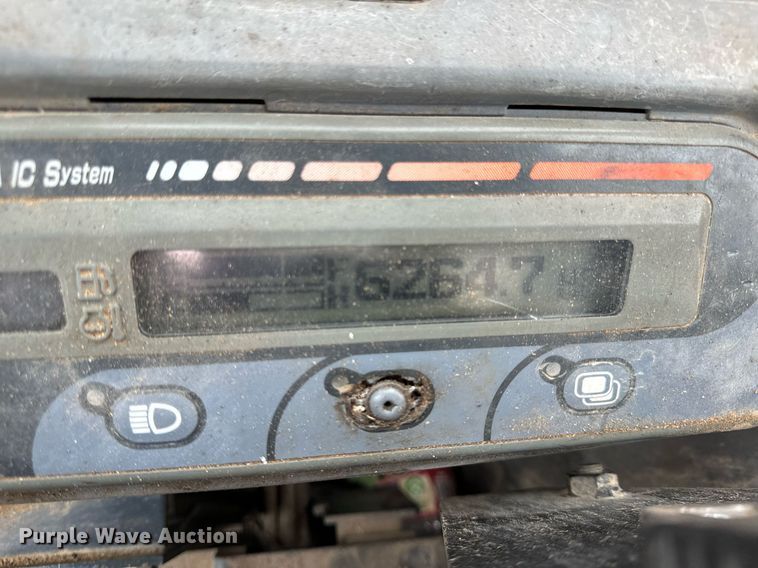 IC System
6264.7
Purple Wave Auction